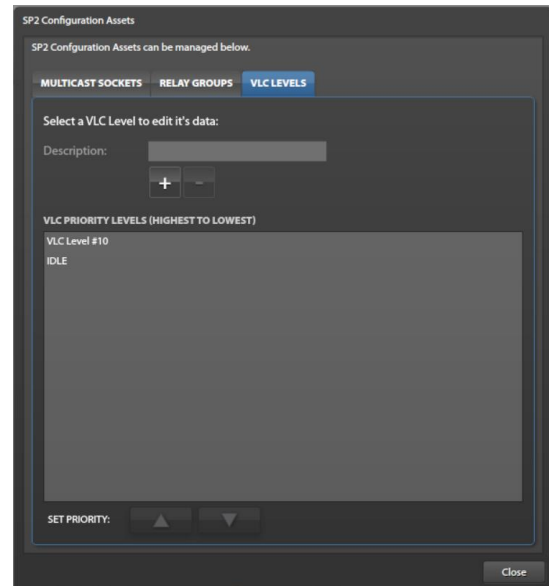 SP2 Configuration Assets
SP2 Confguration Assets can be managed below.
MULTICAST SOCKETS RELAY GROUPS VLC LEVELS
Select a VLC Level to edit it's data:
Description:
+ -
VLC PRIORITY LEVELS (HIGHEST TO LOWEST)
VLC Level #10
IDLE
SET PRIORITY:
Close